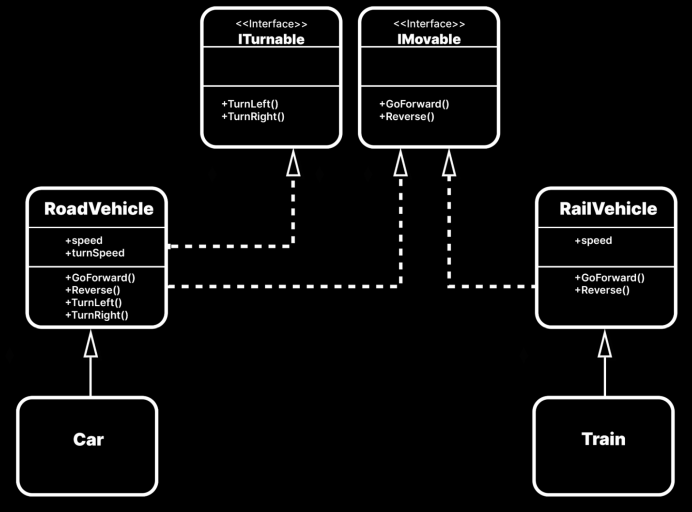 <<Interface>>
ITurnable
+TurnLeft()
+TurnRight()
<<Interface>>
IMovable
+GoForward()
+Reverse()
RoadVehicle
+speed
+turnSpeed
+GoForward()
+Reverse()
+TurnLeft()
+TurnRight()
RailVehicle
+speed
+GoForward()
+Reverse()
Car
Train